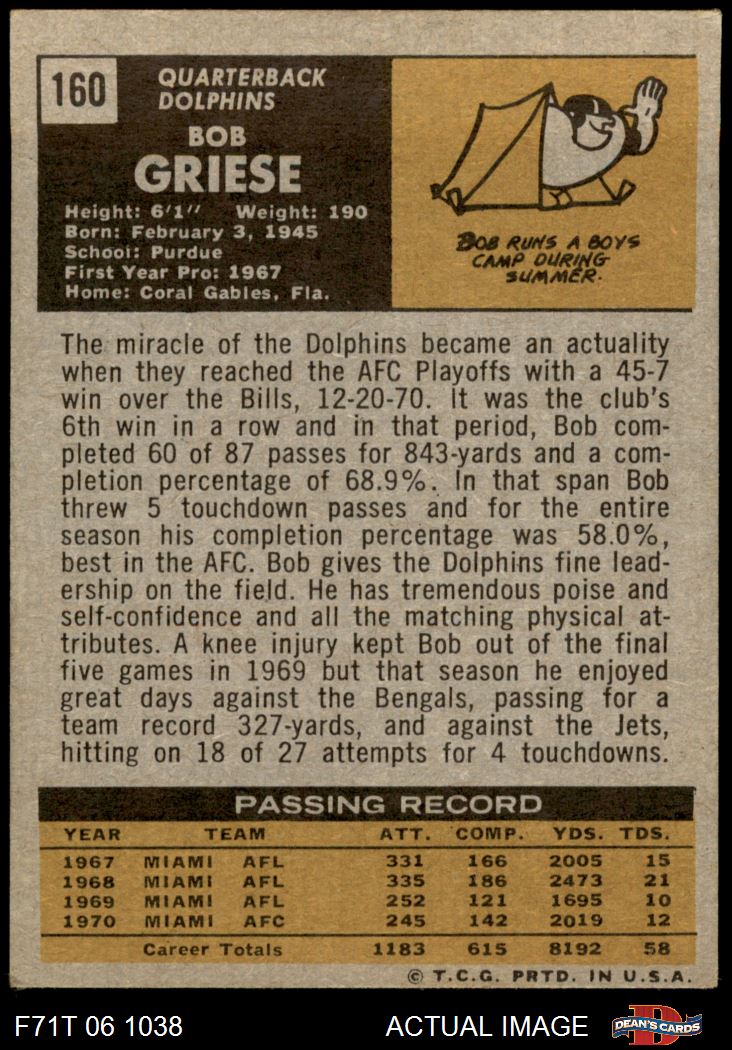 160
QUARTERBACK
DOLPHINS
BOB
GRIESE
Height: 6'1" Weight: 190
Born: February 3, 1945
School: Purdue
First Year Pro: 1967
Home: Coral Gables, Fla.
BOB RUNS A BOYS
CAMP DURING
SUMMER.
The miracle of the Dolphins became an actuality
when they reached the AFC Playoffs with a 45-7
win over the Bills, 12-20-70. It was the club's
6th win in a row and in that period, Bob com-
pleted 60 of 87 passes for 843-yards and a com-
pletion percentage of 68.9%. In that span Bob
threw 5 touchdown passes and for the entire
season his completion percentage was 58.0%,
best in the AFC. Bob gives the Dolphins fine lead-
ership on the field. He has tremendous poise and
self-confidence and all the matching physical at-
tributes. A knee injury kept Bob out of the final
five games in 1969 but that season he enjoyed
great days against the Bengals, passing for a
team record 327-yards, and against the Jets,
hitting on 18 of 27 attempts for 4 touchdowns.
PASSING RECORD
YEAR TEAM ATT. COMP. YDS. TDS.
1967 MIAMI AFL 331 166 2005 15
1968 MIAMI AFL 335 186 2473 21
1969 MIAMI AFL 252 121 1695 10
1970 MIAMI AFC 245 142 2019 12
Career Totals 1183 615 8192 58
© T.C.G. PRTD. IN U.S.A.
F71T 06 1038 ACTUAL IMAGE D DEAN'S CARDS